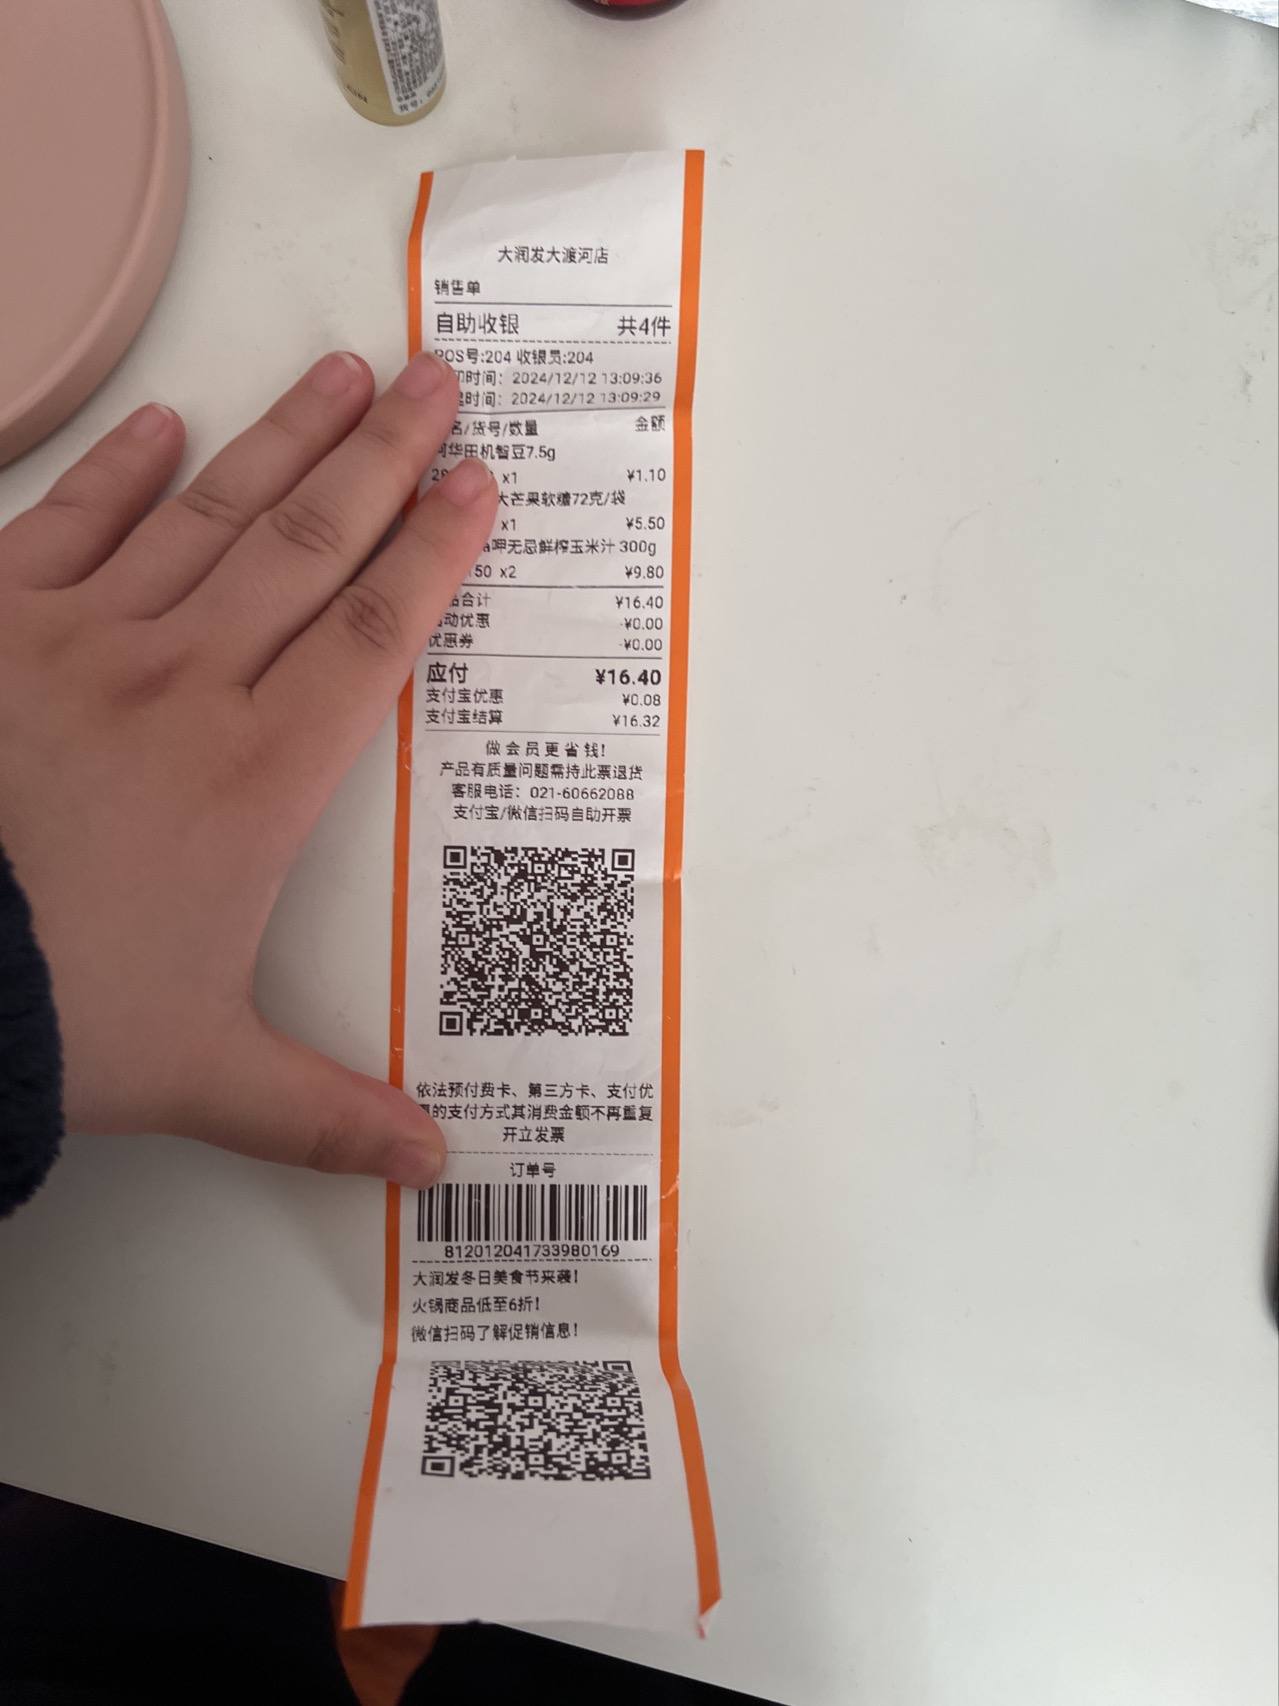 大润发大渡河店
销售单
自助收银 共4件
POS号:204 收银员:204
印时间： 2024/12/12 13:09:36
时间： 2024/12/12 13:09:29
名/货号/数量 金额
阿华田机智豆7.5g
x1 ¥1.10
大芒果软糖72克/袋
x1 ¥5.50
a呷无忌鲜榨玉米汁 300g
50 x2 ¥9.80
品合计 ¥16.40
动优惠 -¥0.00
优惠券 -¥0.00
应付 ¥16.40
支付宝优惠 ¥0.08
支付宝结算 ¥16.32
做会员更省钱！
产品有质量问题需持此票退货
客服电话： 021-60662088
支付宝/微信扫码自助开票
依法预付费卡、第三方卡、支付优
的支付方式其消费金额不再重复
开立发票
订单号
812012041733980169
大润发冬日美食节来袭！
火锅商品低至6折！
微信扫码了解促销信息！